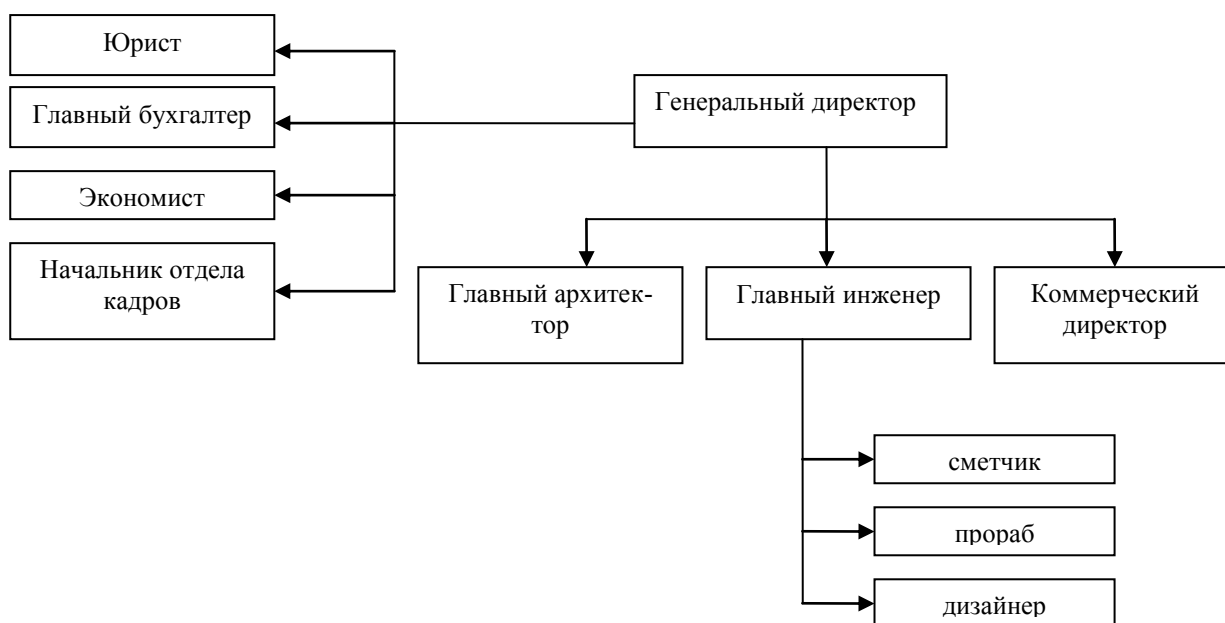 Юрист
Главный бухгалтер
Экономист
Начальник отдела
кадров
Генеральный директор
Главный архитек-
тор
Главный инженер
Коммерческий
директор
сметчик
прораб
дизайнер